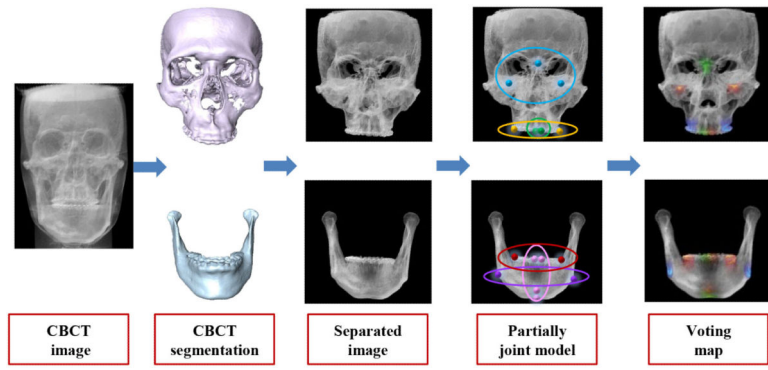 CBCT
image
CBCT
segmentation
Separated
image
Partially
joint model
Voting
map